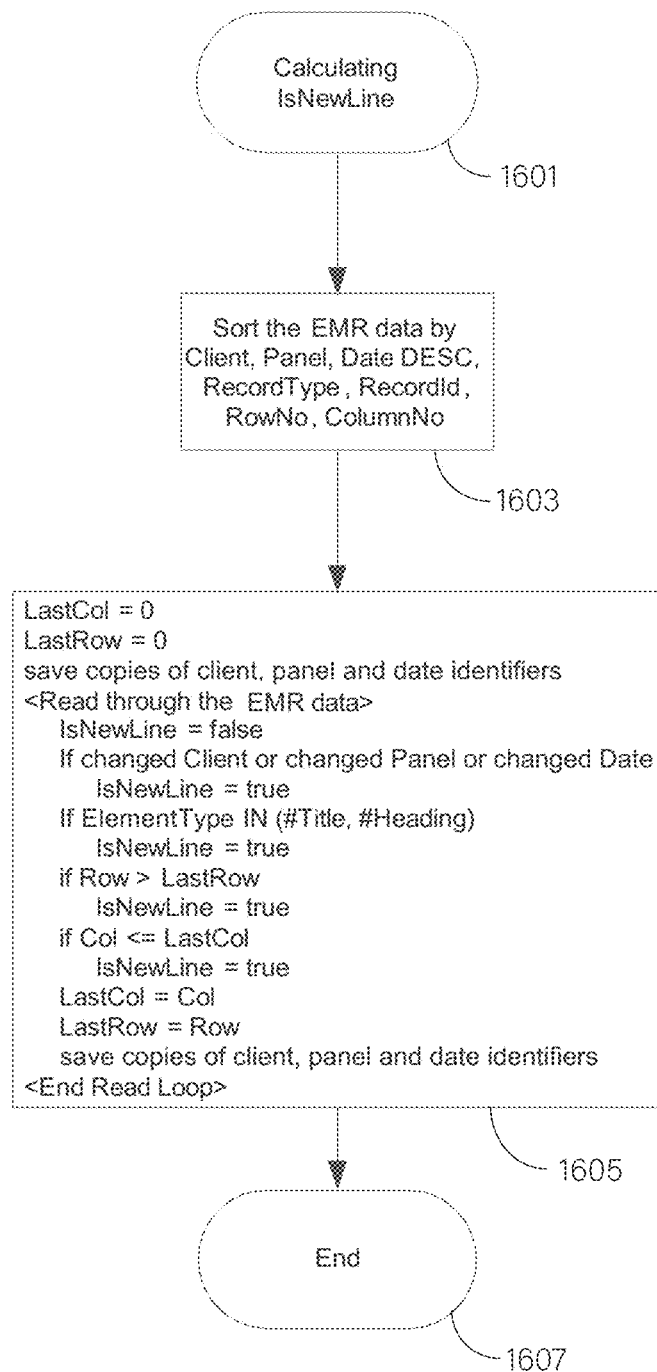 Calculating
IsNewLine
1601
Sort the EMR data by
Client, Panel, Date DESC,
RecordType, RecordId,
RowNo, ColumnNo
1603
LastCol = 0
LastRow = 0
save copies of client, panel and date identifiers
<Read through the EMR data>
IsNewLine = false
If changed Client or changed Panel or changed Date
IsNewLine = true
If ElementType IN (#Title, #Heading)
IsNewLine = true
if Row > LastRow
IsNewLine = true
if Col <= LastCol
IsNewLine = true
LastCol = Col
LastRow = Row
save copies of client, panel and date identifiers
<End Read Loop>
1605
End
1607